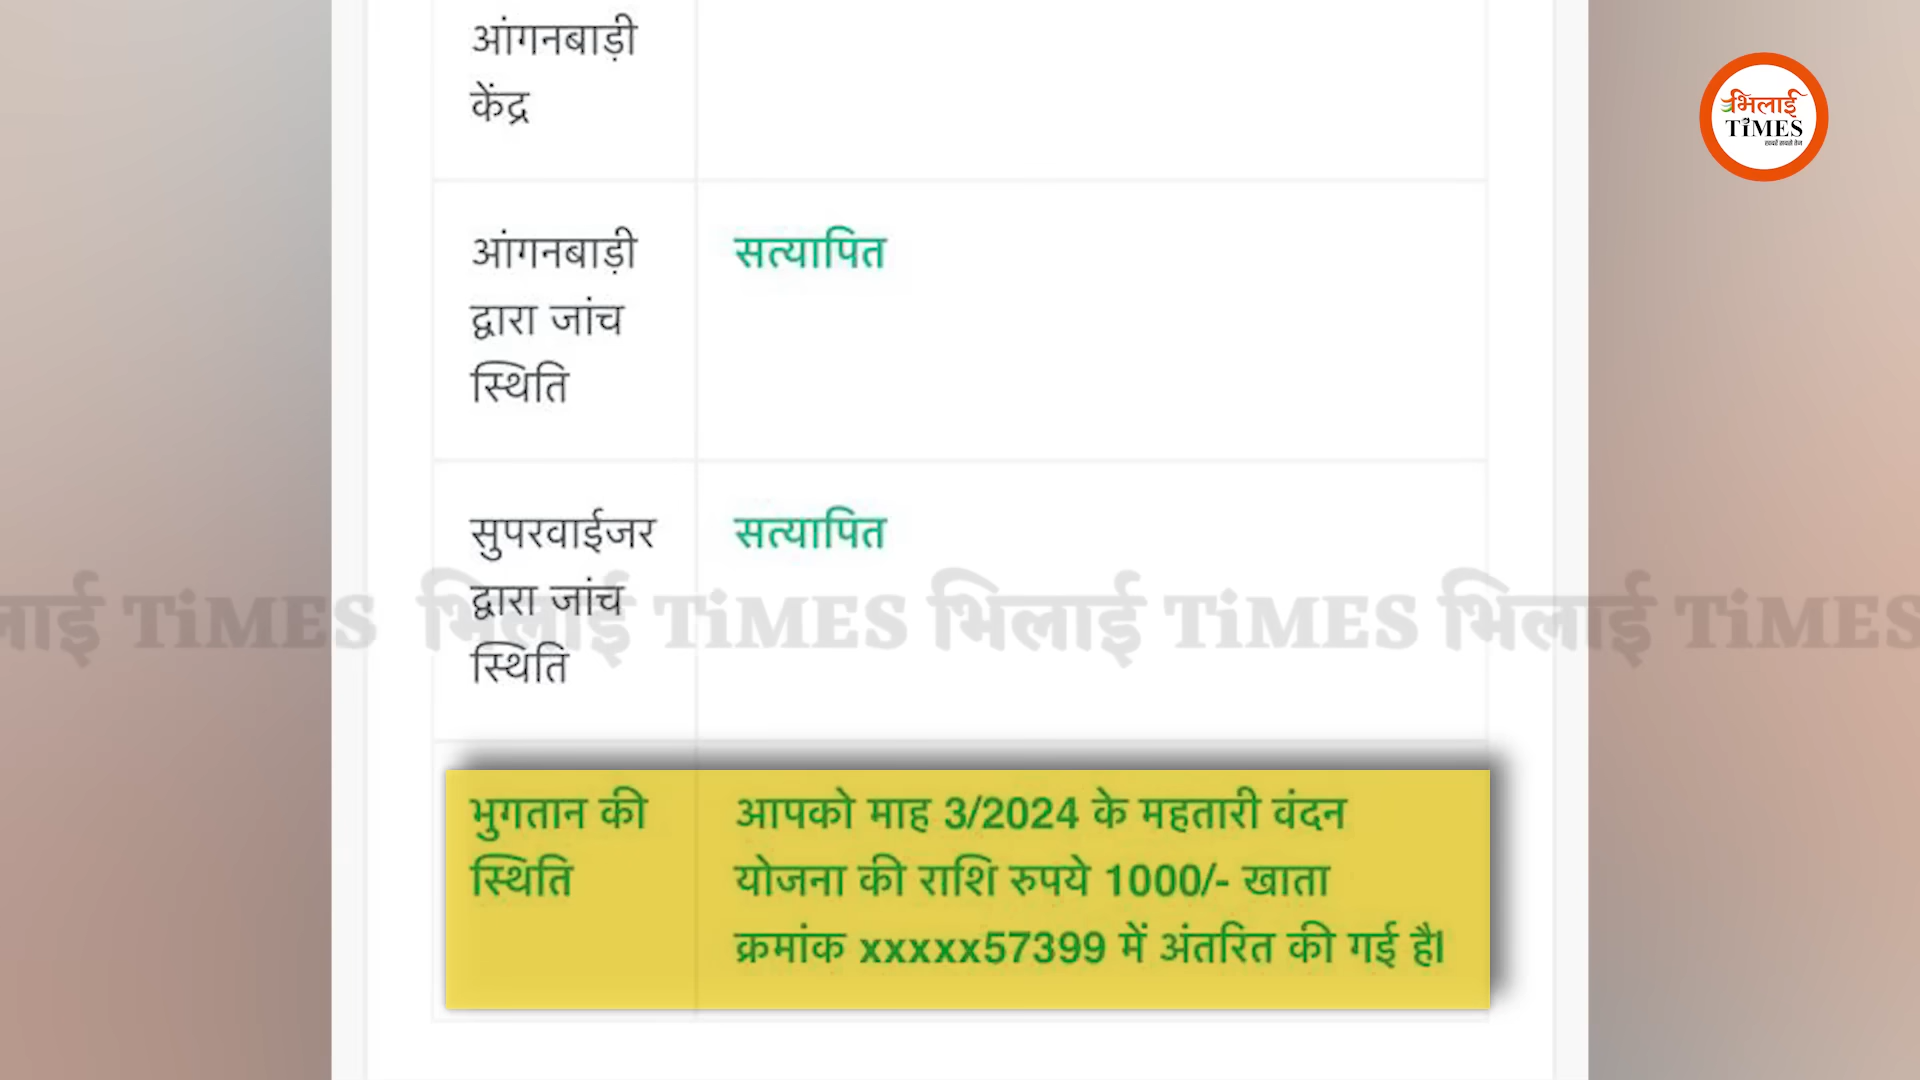 आंगनबाड़ी
केंद्र
भिलाई
TiMES
आंगनबाड़ी
द्वारा जांच
स्थिति
सत्यापित
सुपरवाईजर
द्वारा जांच
स्थिति
सत्यापित
लाई TiMES भिलाई TiMES भिलाई TiMES भिलाई TiMES
भुगतान की
स्थिति
आपको माह 3/2024 के महतारी वंदन
योजना की राशि रुपये 1000/- खाता
क्रमांक xxxxx57399 में अंतरित की गई है।